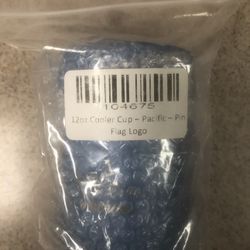 104675
12oz Cooler Cup – Pacific – Pin
Flag Logo